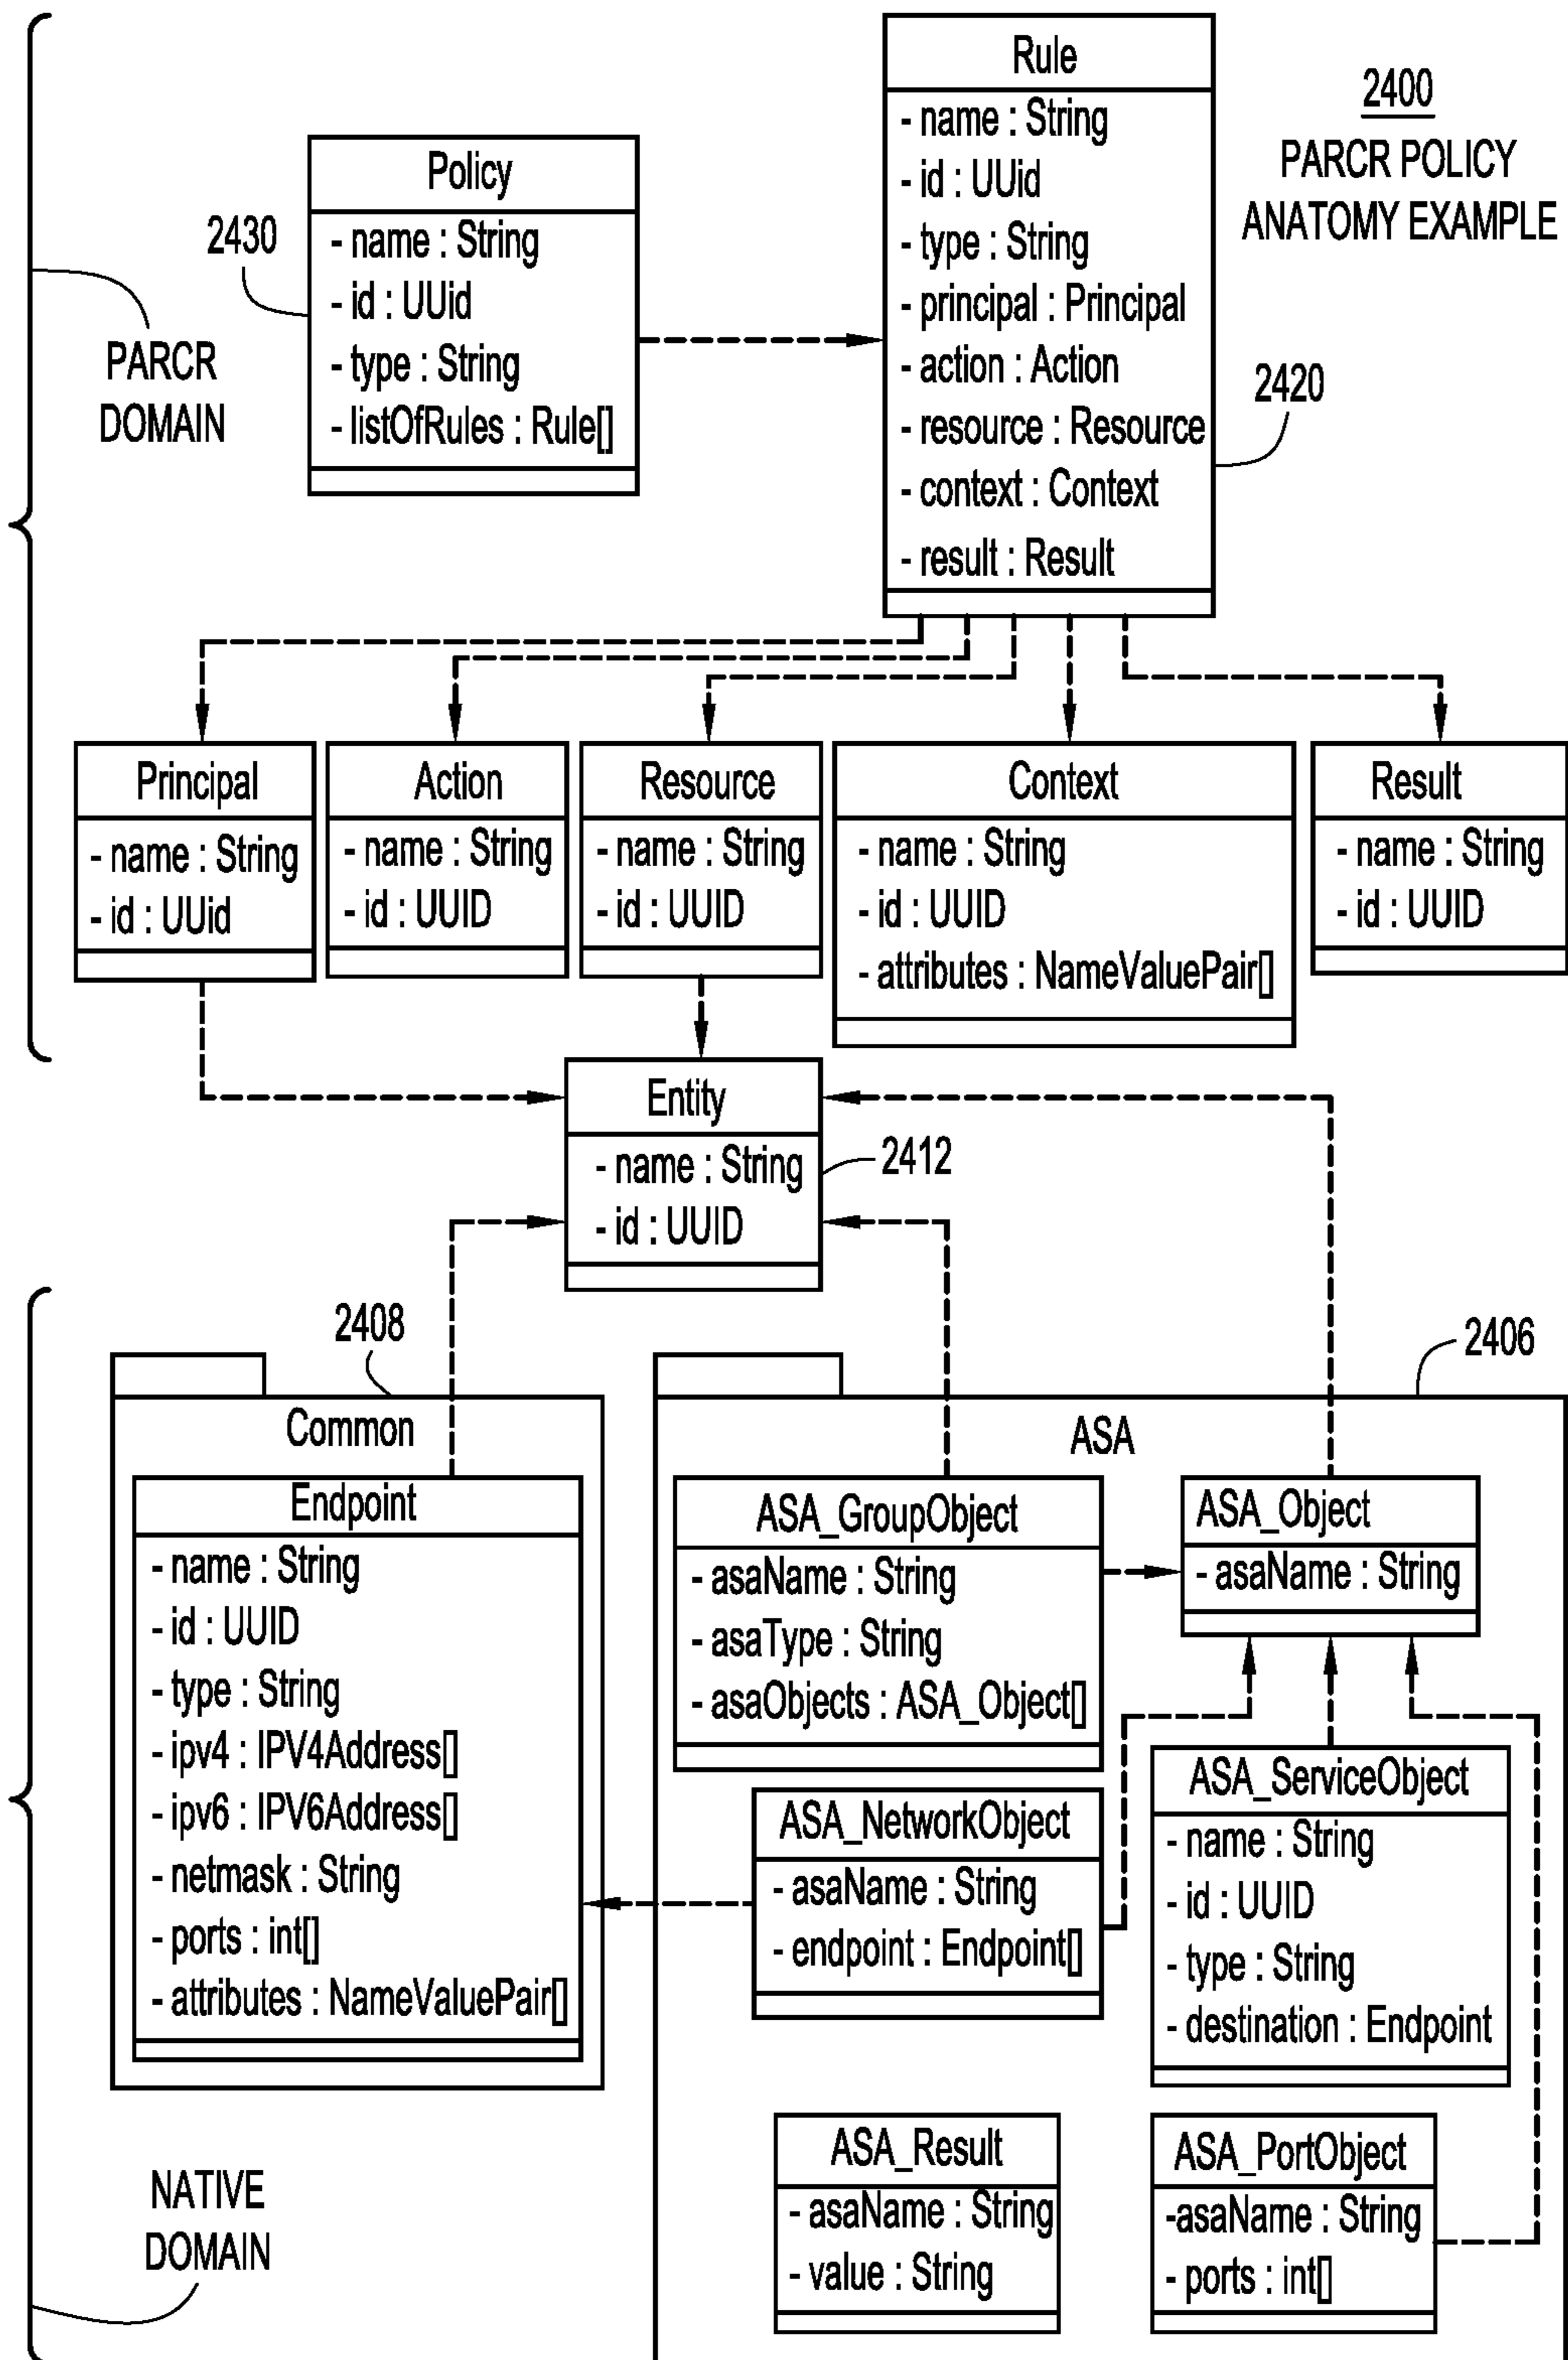 2400
PARCR POLICY
ANATOMY EXAMPLE
PARCR
DOMAIN
2430
Policy
- name : String
- id : UUid
- type : String
- listOfRules : Rule[]
Rule
- name : String
- id : UUid
- type : String
- principal : Principal
- action : Action
- resource : Resource
- context : Context
- result : Result
2420
Principal
- name : String
- id : UUid
Action
- name : String
- id : UUID
Resource
- name : String
- id : UUID
Context
- name : String
- id : UUID
- attributes : NameValuePair[]
Result
- name : String
- id : UUID
Entity
- name : String
- id : UUID
2412
2408
Common
Endpoint
- name : String
- id : UUID
- type : String
- ipv4 : IPV4Address[]
- ipv6 : IPV6Address[]
- netmask : String
- ports : int[]
- attributes : NameValuePair[]
2406
ASA
ASA_GroupObject
- asaName : String
- asaType : String
- asaObjects : ASA_Object[]
ASA_Object
- asaName : String
ASA_NetworkObject
- asaName : String
- endpoint : Endpoint[]
ASA_ServiceObject
- name : String
- id : UUID
- type : String
- destination : Endpoint
ASA_Result
- asaName : String
- value : String
ASA_PortObject
-asaName : String
- ports : int[]
NATIVE
DOMAIN